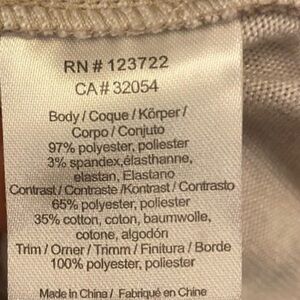 RN # 123722
CA # 32054
Body / Coque / Körper /
Corpo / Conjuto
97% polyester, poliester
3% spandex, élasthanne,
elastan, Elastano
Contrast / Contraste /Kontrast / Contrasto
65% polyester, poliester
35% cotton, coton, baumwolle,
cotone, algodón
Trim / Orner / Trimm / Finitura / Borde
100% polyester, poliester
Made in China / Fabriqué en Chine